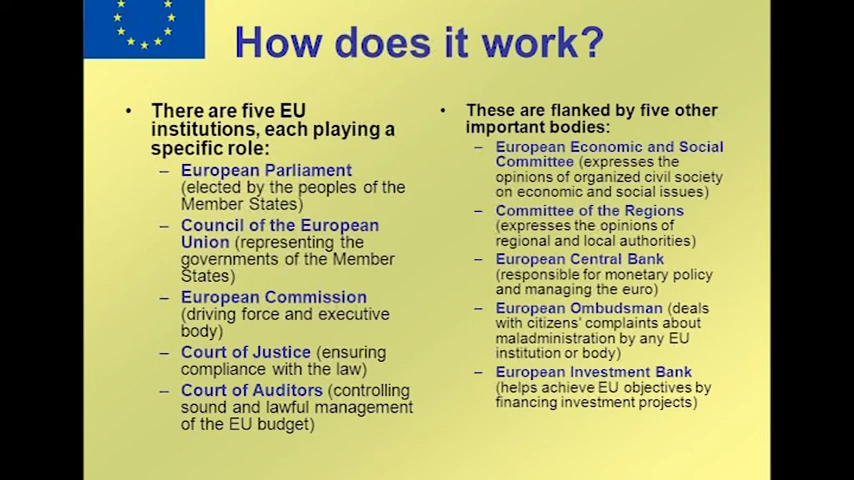 How does it work?
• There are five EU
institutions, each playing a
specific role:
– European Parliament
(elected by the peoples of the
Member States)
– Council of the European
Union (representing the
governments of the Member
States)
– European Commission
(driving force and executive
body)
– Court of Justice (ensuring
compliance with the law)
– Court of Auditors (controlling
sound and lawful management
of the EU budget)
• These are flanked by five other
important bodies:
– European Economic and Social
Committee (expresses the
opinions of organized civil society
on economic and social issues)
– Committee of the Regions
(expresses the opinions of
regional and local authorities)
– European Central Bank
(responsible for monetary policy
and managing the euro)
– European Ombudsman (deals
with citizens' complaints about
maladministration by any EU
institution or body)
– European Investment Bank
(helps achieve EU objectives by
financing investment projects)